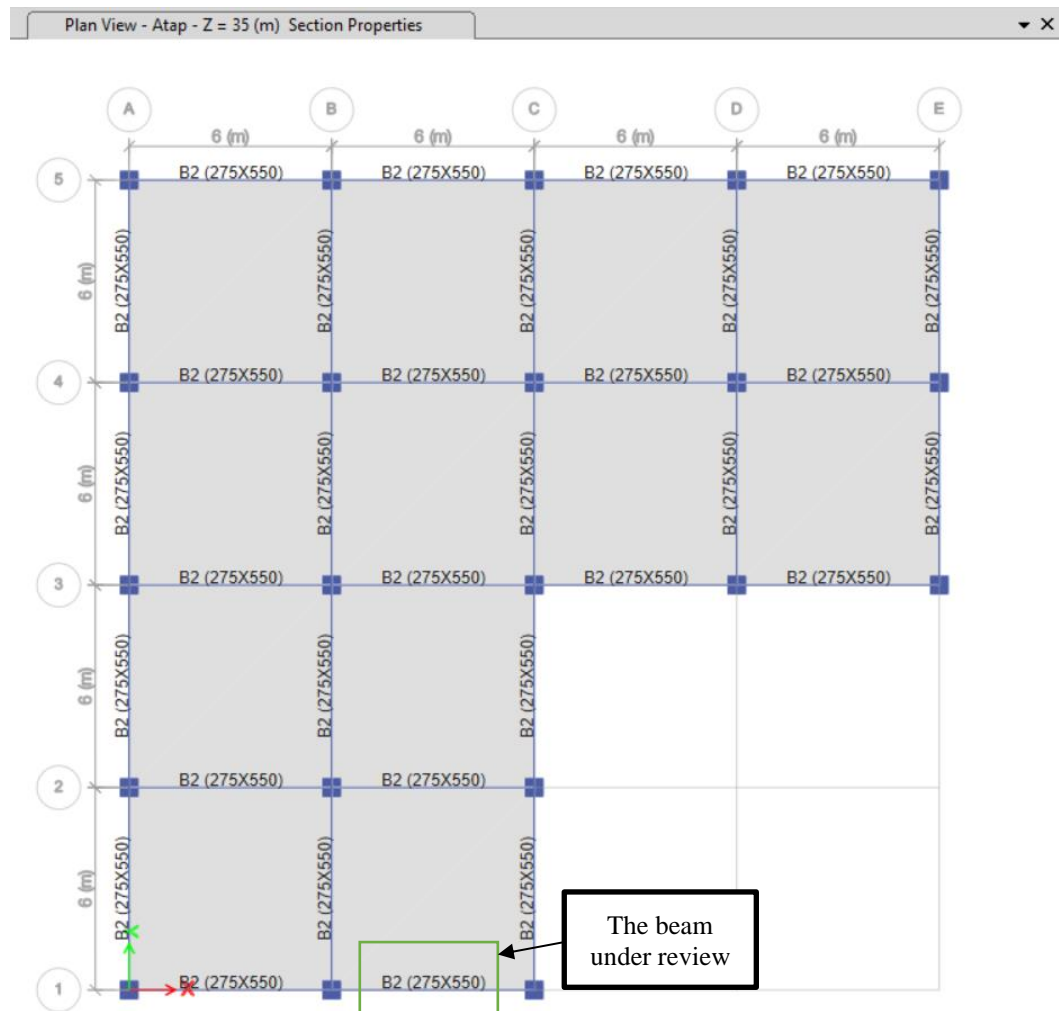 Plan View - Atap - Z = 35 (m) Section Properties
A B C D E
6 (m) 6 (m) 6 (m) 6 (m)
5
B2 (275X550) B2 (275X550) B2 (275X550) B2 (275X550)
6 (m)
B2 (275X550) B2 (275X550) B2 (275X550) B2 (275X550) B2 (275X550)
4
B2 (275X550) B2 (275X550) B2 (275X550) B2 (275X550)
6 (m)
B2 (275X550) B2 (275X550) B2 (275X550) B2 (275X550) B2 (275X550)
3
B2 (275X550) B2 (275X550) B2 (275X550) B2 (275X550)
6 (m)
B2 (275X550) B2 (275X550) B2 (275X550)
2
B2 (275X550) B2 (275X550)
6 (m)
B2 (275X550) B2 (275X550) B2 (275X550)
The beam
under review
1
X
B2 (275X550) B2 (275X550)